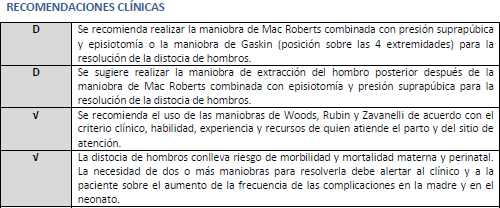 RECOMENDACIONES CLÍNICAS
D
Se recomienda realizar la maniobra de Mac Roberts combinada con presión suprapúbica
y episiotomía o la maniobra de Gaskin (posición sobre las 4 extremidades) para la
resolución de la distocia de hombros.
D
Se sugiere realizar la maniobra de extracción del hombro posterior después de la
maniobra de Mac Roberts combinada con episiotomía y presión suprapúbica para la
resolución de la distocia de hombros.
√
Se recomienda el uso de las maniobras de Woods, Rubin y Zavanelli de acuerdo con el
criterio clínico, habilidad, experiencia y recursos de quien atiende el parto y del sitio de
atención.
√
La distocia de hombros conlleva riesgo de morbilidad y mortalidad materna y perinatal.
La necesidad de dos o más maniobras para resolverla debe alertar al clínico y a la
paciente sobre el aumento de la frecuencia de las complicaciones en la madre y en el
neonato.